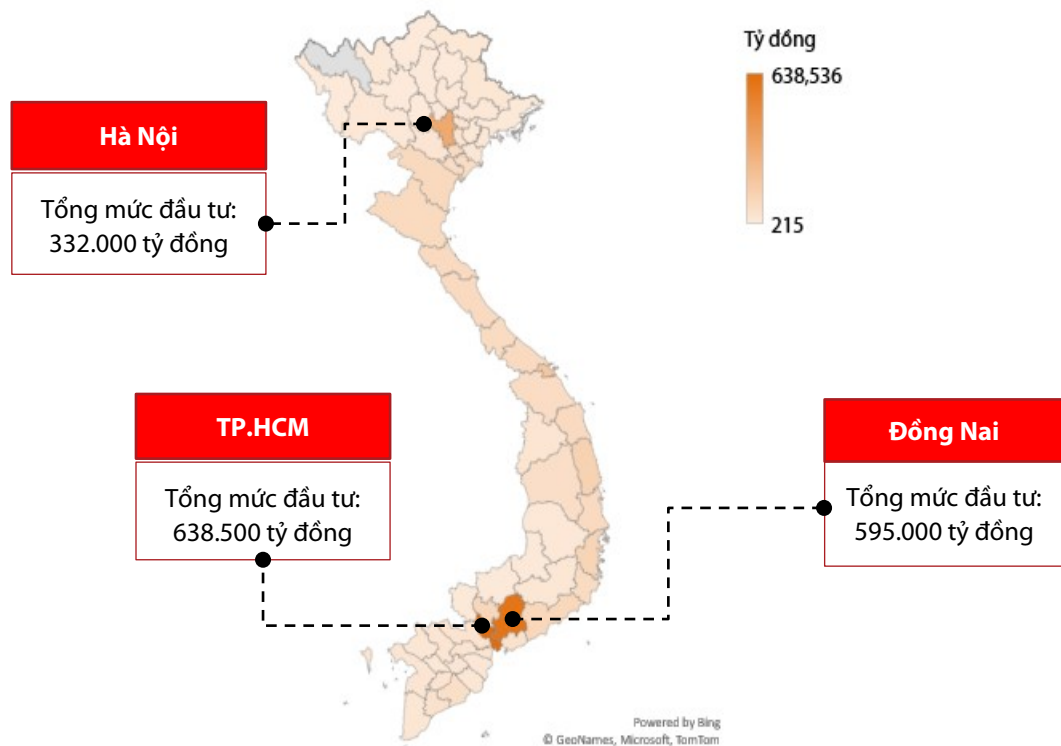 Tỷ đồng
638,536
215
Hà Nội
Tổng mức đầu tư:
332.000 tỷ đồng
TP.HCM
Tổng mức đầu tư:
638.500 tỷ đồng
Đồng Nai
Tổng mức đầu tư:
595.000 tỷ đồng
Powered by Bing
© GeoNames, Microsoft, TomTom